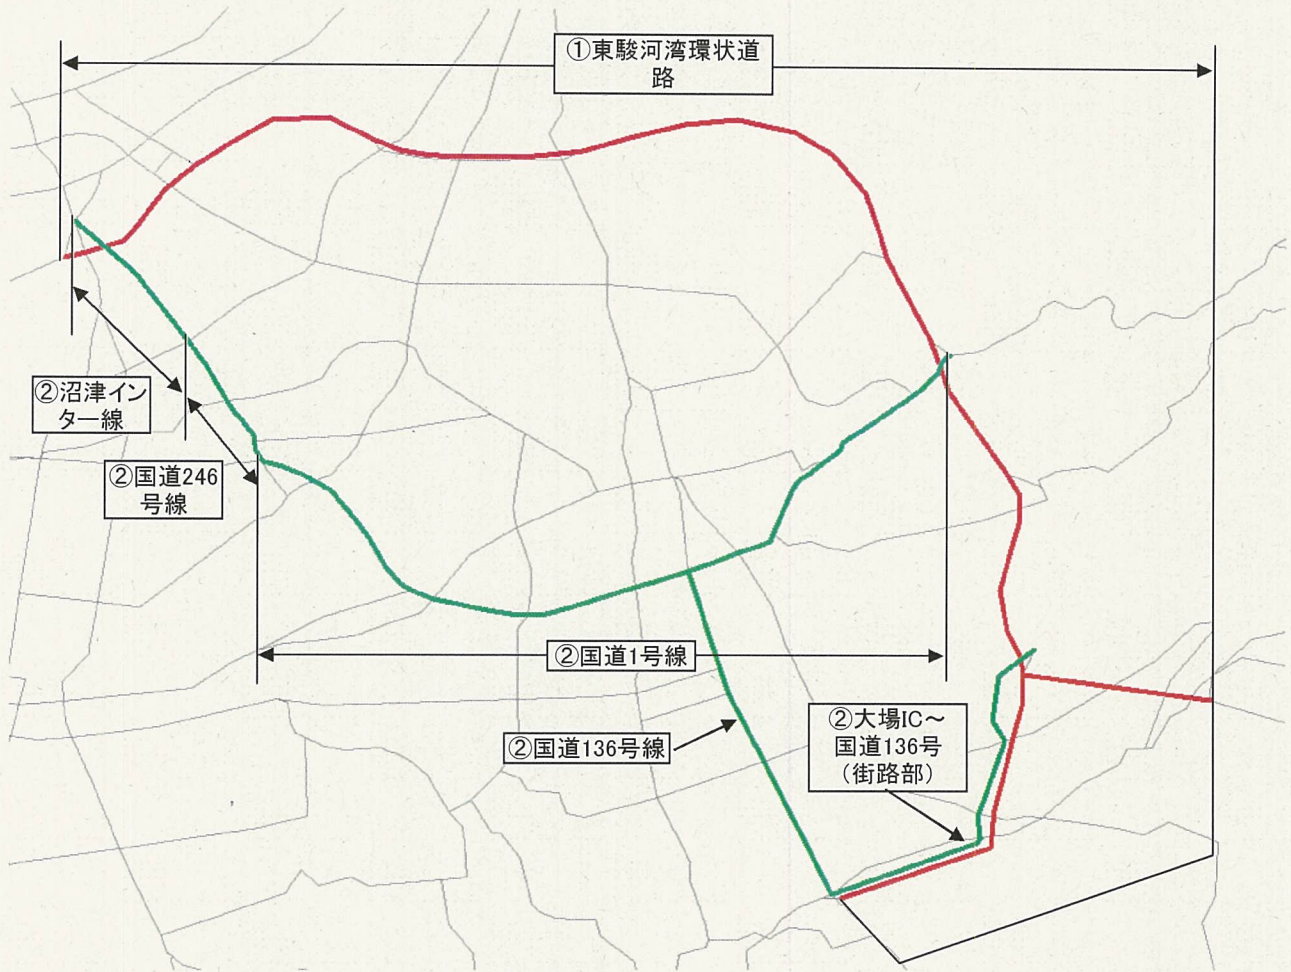 ①東駿河湾環状道
路
②沼津イン
ター線
②国道246
号線
②国道1号線
②国道136号線
②大場IC～
国道136号
（街路部）